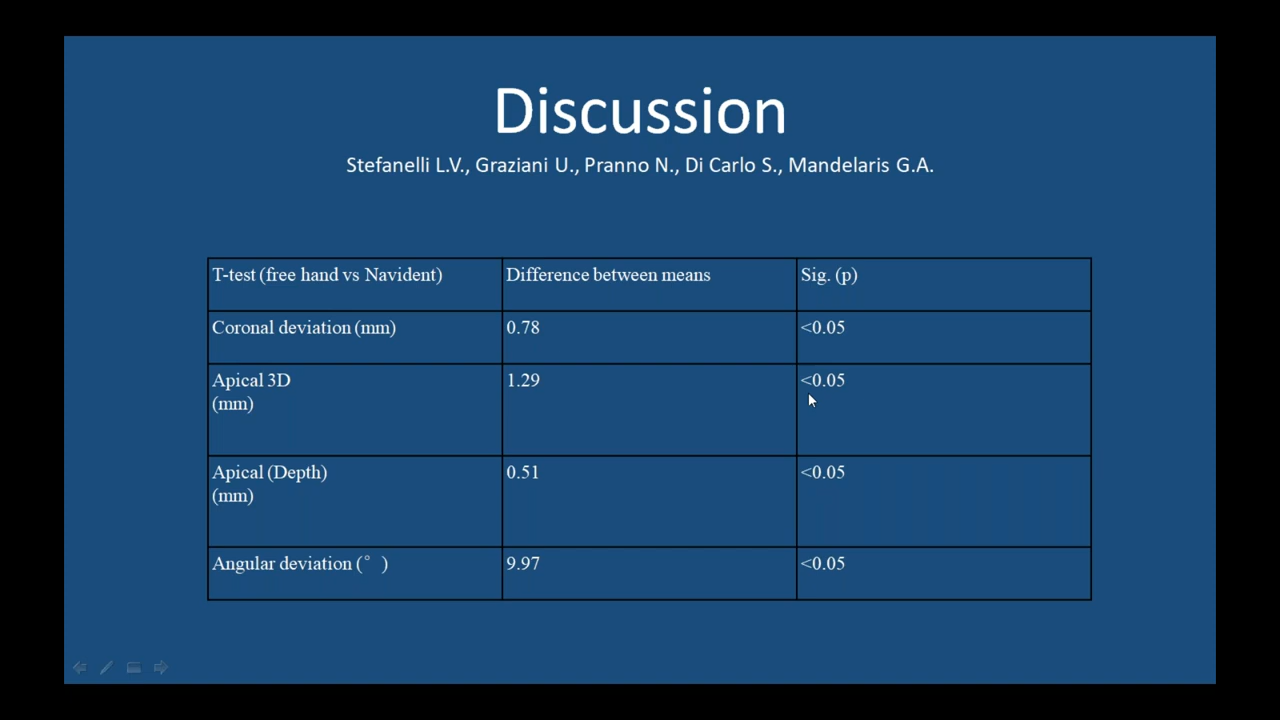 Discussion
Stefanelli L.V., Graziani U., Pranno N., Di Carlo S., Mandelaris G.A.
T-test (free hand vs Navident) Difference between means Sig. (p)
Coronal deviation (mm) 0.78 <0.05
Apical 3D 1.29 <0.05
(mm)
Apical (Depth) 0.51 <0.05
(mm)
Angular deviation (° ) 9.97 <0.05